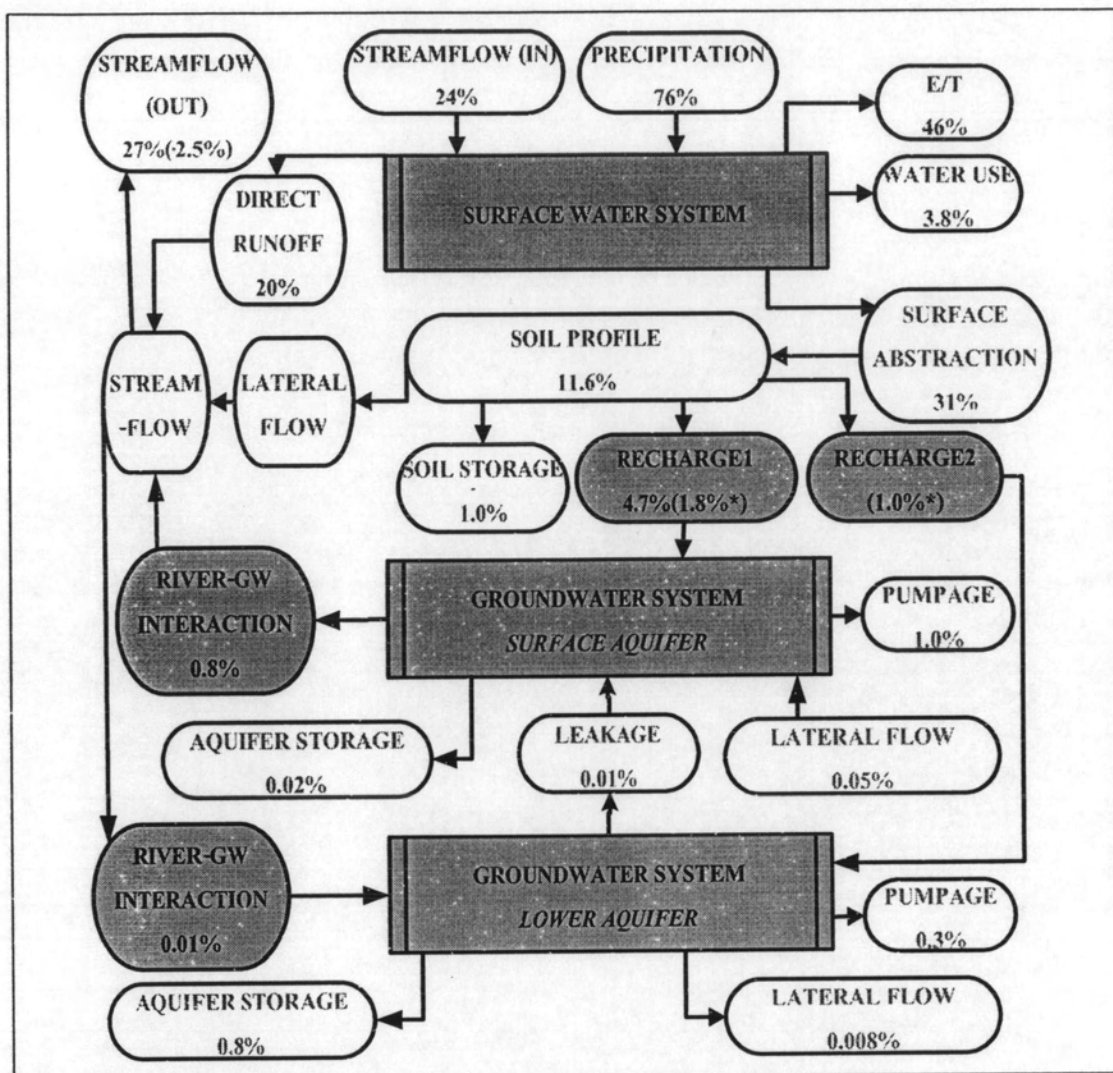 STREAMFLOW
(OUT)
27%(-2.5%)
STREAMFLOW (IN)
24%
PRECIPITATION
76%
E/T
46%
WATER USE
3.8%
DIRECT
RUNOFF
20%
SURFACE WATER SYSTEM
SURFACE
ABSTRACTION
31%
SOIL PROFILE
11.6%
STREAM
-FLOW
LATERAL
FLOW
SOIL STORAGE
1.0%
RECHARGE1
4.7%(1.8%*)
RECHARGE2
(1.0%*)
RIVER-GW
INTERACTION
0.8%
GROUNDWATER SYSTEM
SURFACE AQUIFER
PUMPAGE
1.0%
AQUIFER STORAGE
0.02%
LEAKAGE
0.01%
LATERAL FLOW
0.05%
RIVER-GW
INTERACTION
0.01%
GROUNDWATER SYSTEM
LOWER AQUIFER
PUMPAGE
0.3%
AQUIFER STORAGE
0.8%
LATERAL FLOW
0.008%